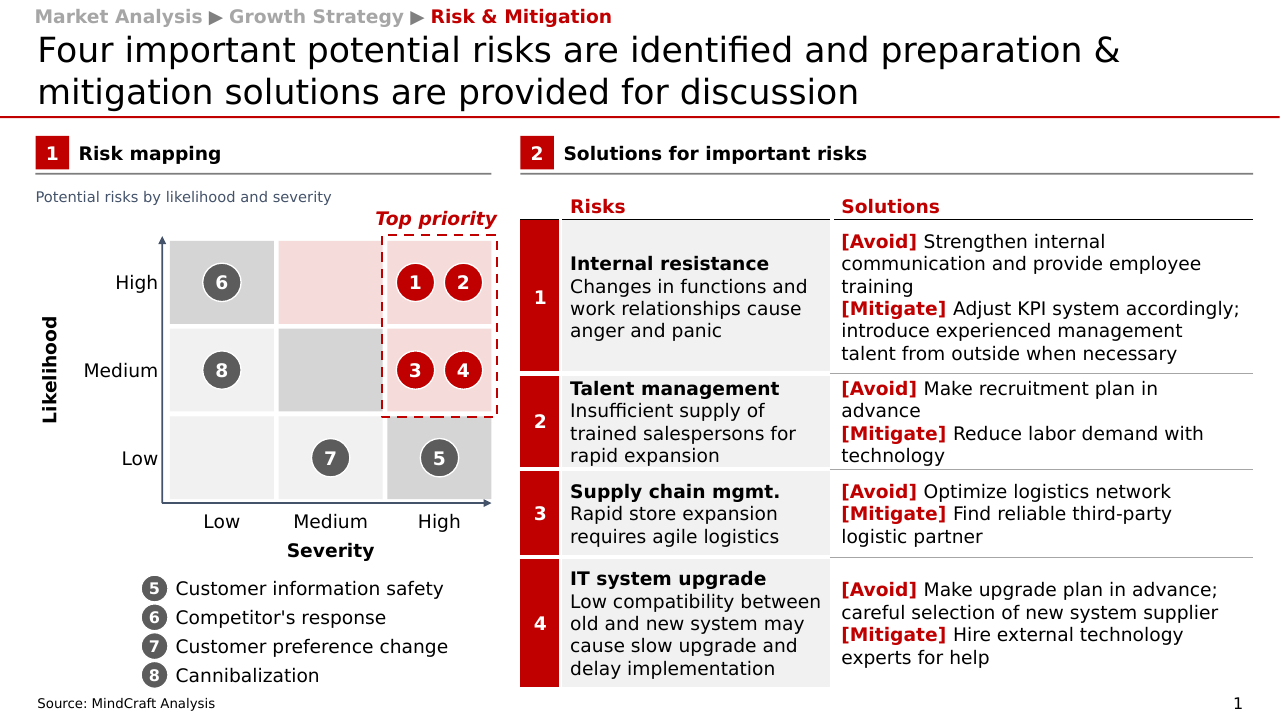 Market Analysis ▶ Growth Strategy ▶ Risk & Mitigation
Four important potential risks are identified and preparation &
mitigation solutions are provided for discussion
1 Risk mapping
Potential risks by likelihood and severity
Top priority
Likelihood
High
6
1
2
Medium
8
3
4
Low
7
5
Low
Medium
High
Severity
5 Customer information safety
6 Competitor's response
7 Customer preference change
8 Cannibalization
2 Solutions for important risks
Risks
Solutions
1
Internal resistance
Changes in functions and
work relationships cause
anger and panic
[Avoid] Strengthen internal
communication and provide employee
training
[Mitigate] Adjust KPI system accordingly;
introduce experienced management
talent from outside when necessary
2
Talent management
Insufficient supply of
trained salespersons for
rapid expansion
[Avoid] Make recruitment plan in
advance
[Mitigate] Reduce labor demand with
technology
3
Supply chain mgmt.
Rapid store expansion
requires agile logistics
[Avoid] Optimize logistics network
[Mitigate] Find reliable third-party
logistic partner
4
IT system upgrade
Low compatibility between
old and new system may
cause slow upgrade and
delay implementation
[Avoid] Make upgrade plan in advance;
careful selection of new system supplier
[Mitigate] Hire external technology
experts for help
Source: MindCraft Analysis
1